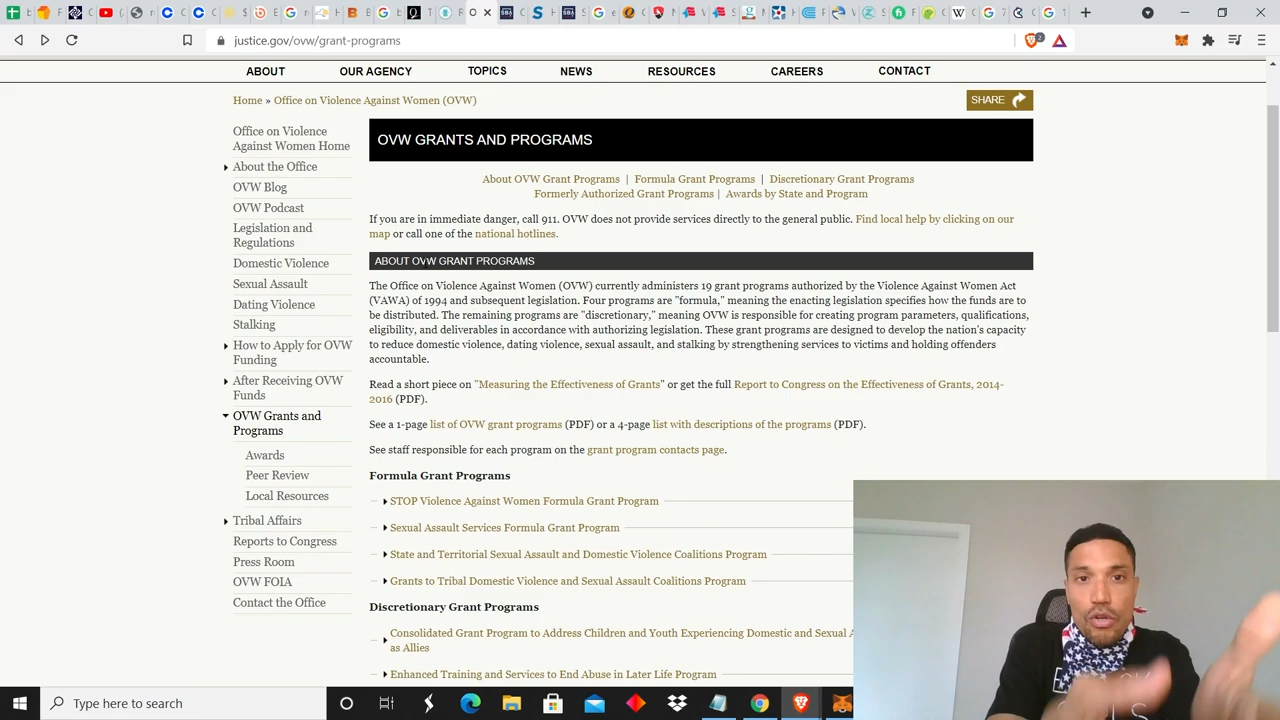 justice.gov/ovw/grant-programs
2
ABOUT OUR AGENCY TOPICS NEWS RESOURCES CAREERS CONTACT
Home » Office on Violence Against Women (OVW)
SHARE
Office on Violence
Against Women Home
About the Office
OVW Blog
OVW Podcast
Legislation and
Regulations
Domestic Violence
Sexual Assault
Dating Violence
Stalking
How to Apply for OVW
Funding
After Receiving OVW
Funds
OVW Grants and
Programs
Awards
Peer Review
Local Resources
Tribal Affairs
Reports to Congress
Press Room
OVW FOIA
Contact the Office
OVW GRANTS AND PROGRAMS
About OVW Grant Programs | Formula Grant Programs | Discretionary Grant Programs
Formerly Authorized Grant Programs | Awards by State and Program
If you are in immediate danger, call 911. OVW does not provide services directly to the general public. Find local help by clicking on our
map or call one of the national hotlines.
ABOUT OVW GRANT PROGRAMS
The Office on Violence Against Women (OVW) currently administers 19 grant programs authorized by the Violence Against Women Act
(VAWA) of 1994 and subsequent legislation. Four programs are "formula," meaning the enacting legislation specifies how the funds are to
be distributed. The remaining programs are "discretionary," meaning OVW is responsible for creating program parameters, qualifications,
eligibility, and deliverables in accordance with authorizing legislation. These grant programs are designed to develop the nation's capacity
to reduce domestic violence, dating violence, sexual assault, and stalking by strengthening services to victims and holding offenders
accountable.
Read a short piece on "Measuring the Effectiveness of Grants" or get the full Report to Congress on the Effectiveness of Grants, 2014-
2016 (PDF).
See a 1-page list of OVW grant programs (PDF) or a 4-page list with descriptions of the programs (PDF).
See staff responsible for each program on the grant program contacts page.
Formula Grant Programs
STOP Violence Against Women Formula Grant Program
Sexual Assault Services Formula Grant Program
State and Territorial Sexual Assault and Domestic Violence Coalitions Program
Grants to Tribal Domestic Violence and Sexual Assault Coalitions Program
Discretionary Grant Programs
Consolidated Grant Program to Address Children and Youth Experiencing Domestic and Sexual A
as Allies
Enhanced Training and Services to End Abuse in Later Life Program
Type here to search